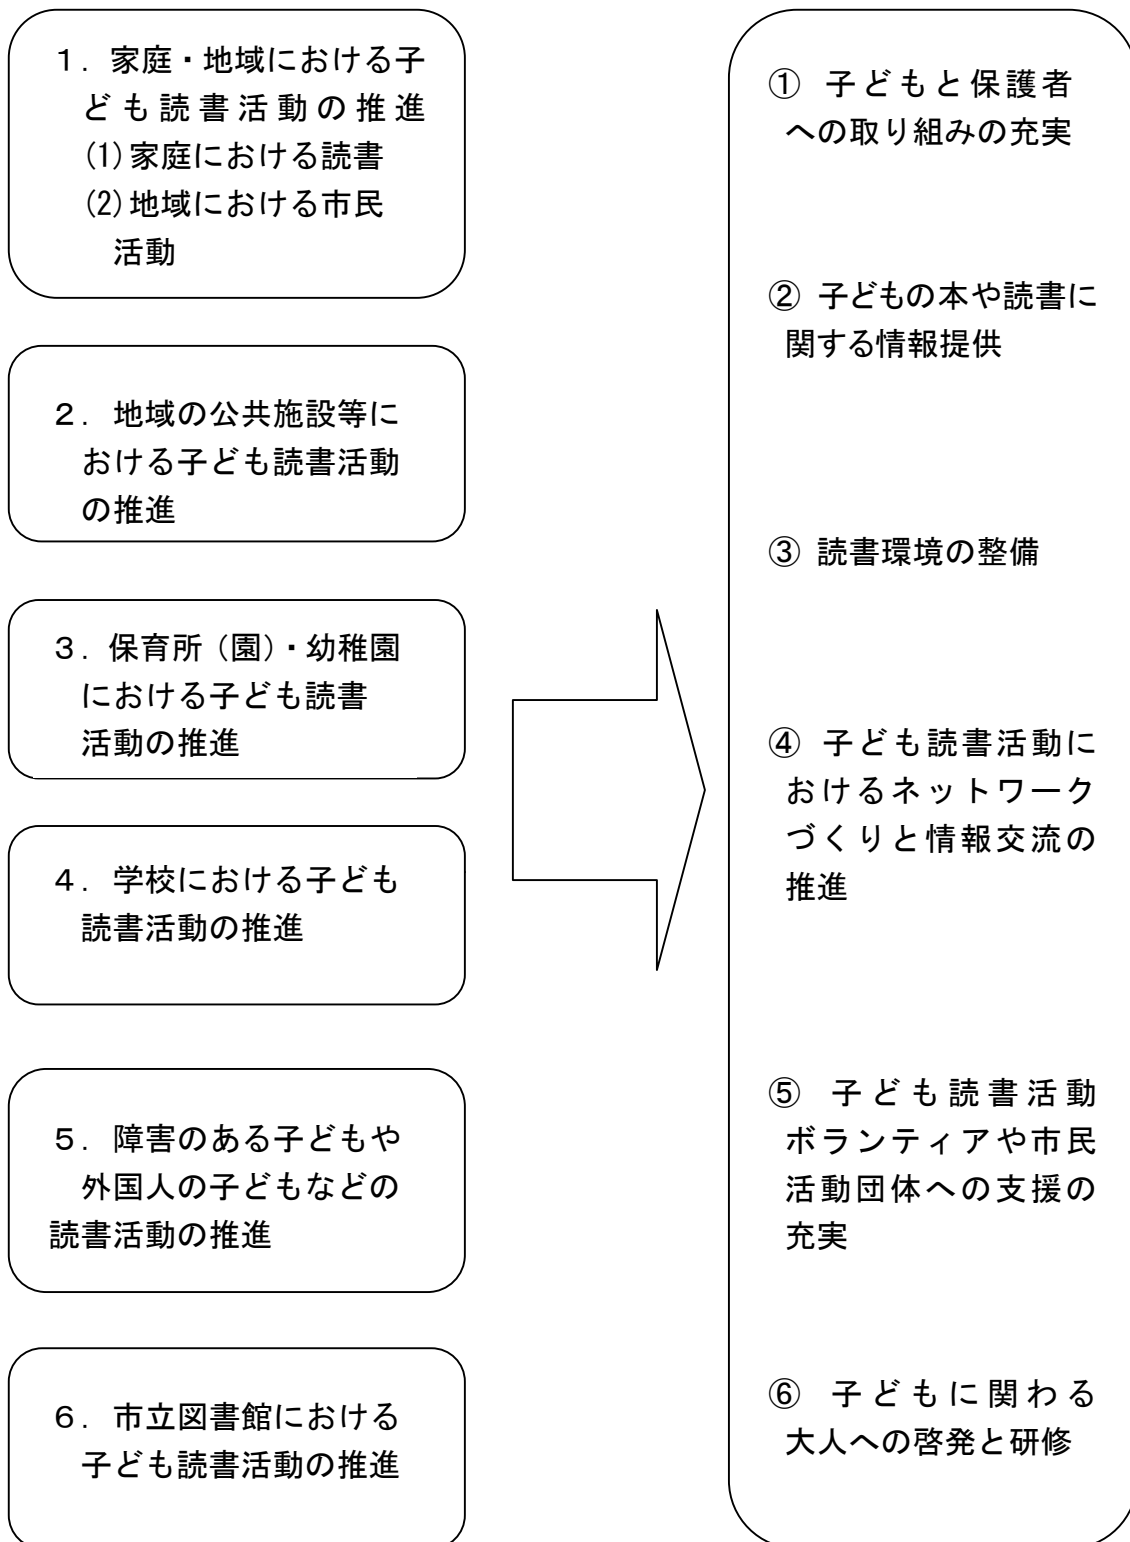 １．家庭・地域における子
ども読書活動の推進
(1)家庭における読書
(2)地域における市民
活動
２．地域の公共施設等に
おける子ども読書活動
の推進
３．保育所（園）・幼稚園
における子ども読書
活動の推進
４．学校における子ども
読書活動の推進
５．障害のある子どもや
外国人の子どもなどの
読書活動の推進
６．市立図書館における
子ども読書活動の推進
① 子どもと保護者
への取り組みの充実
② 子どもの本や読書に
関する情報提供
③ 読書環境の整備
④ 子ども読書活動に
おけるネットワーク
づくりと情報交流の
推進
⑤ 子ども読書活動
ボランティアや市民
活動団体への支援の
充実
⑥ 子どもに関わる
大人への啓発と研修